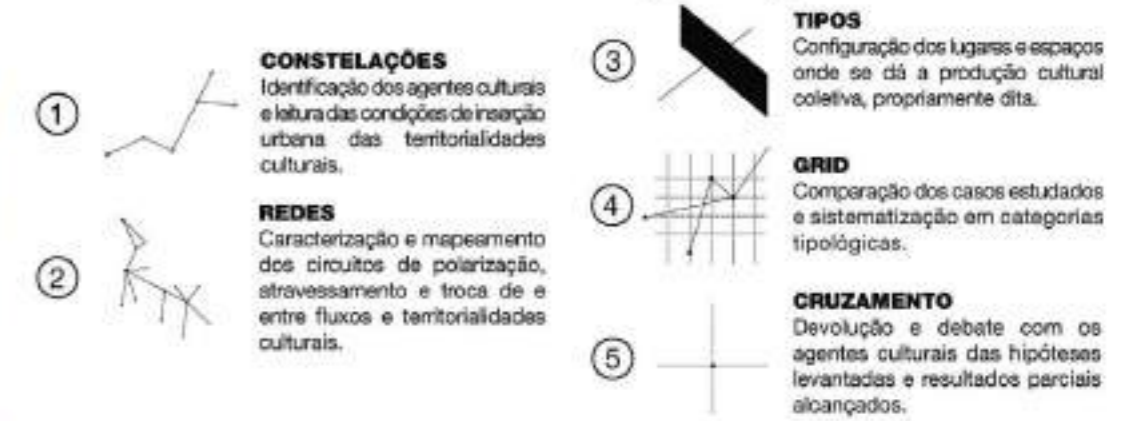 1
CONSTELAÇÕES
Identificação dos agentes culturais
e leitura das condições de inserção
urbana das territorialidades
culturais.
2
REDES
Caracterização e mapeamento
dos circuitos de polarização,
atravessamento e troca de e
entre fluxos e territorialidades
culturais.
3
TIPOS
Configuração dos lugares e espaços
onde se dá a produção cultural
coletiva, propriamente dita.
4
GRID
Comparação dos casos estudados
e sistematização em categorias
tipológicas.
5
CRUZAMENTO
Devolução e debate com os
agentes culturais das hipóteses
levantadas e resultados parciais
alcançados.